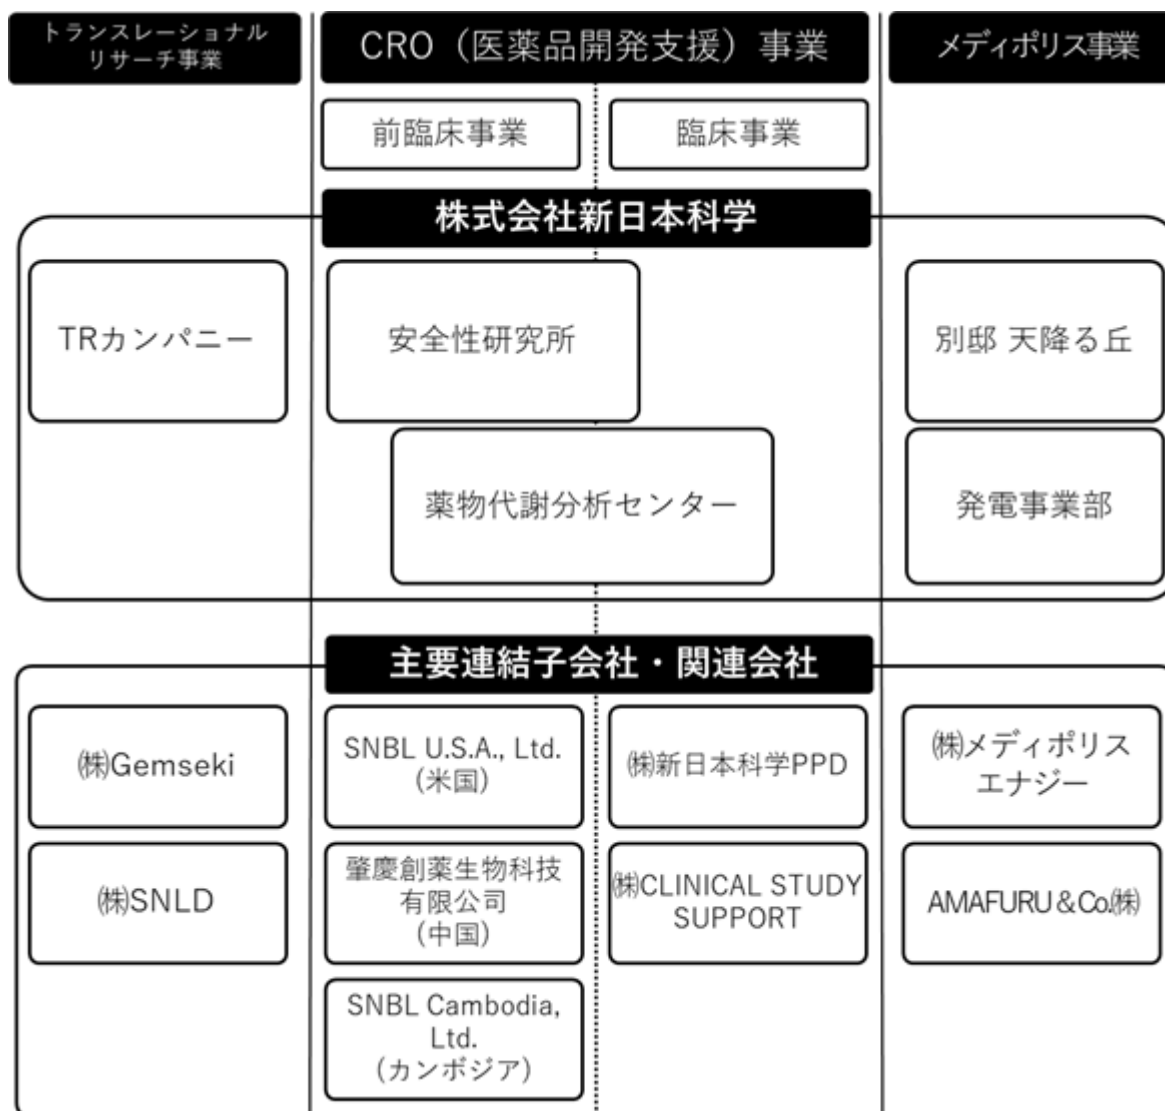 トランスレーショナル
リサーチ事業
CRO（医薬品開発支援）事業
メディポリス事業
前臨床事業
臨床事業
株式会社新日本科学
TRカンパニー
安全性研究所
別邸 天降る丘
薬物代謝分析センター
発電事業部
主要連結子会社・関連会社
㈱Gemseki
SNBL U.S.A., Ltd.
(米国)
㈱新日本科学PPD
㈱メディポリス
エナジー
㈱SNLD
肇慶創薬生物科技
有限公司
(中国)
㈱CLINICAL STUDY
SUPPORT
AMAFURU＆Co.㈱
SNBL Cambodia,
Ltd.
(カンボジア)